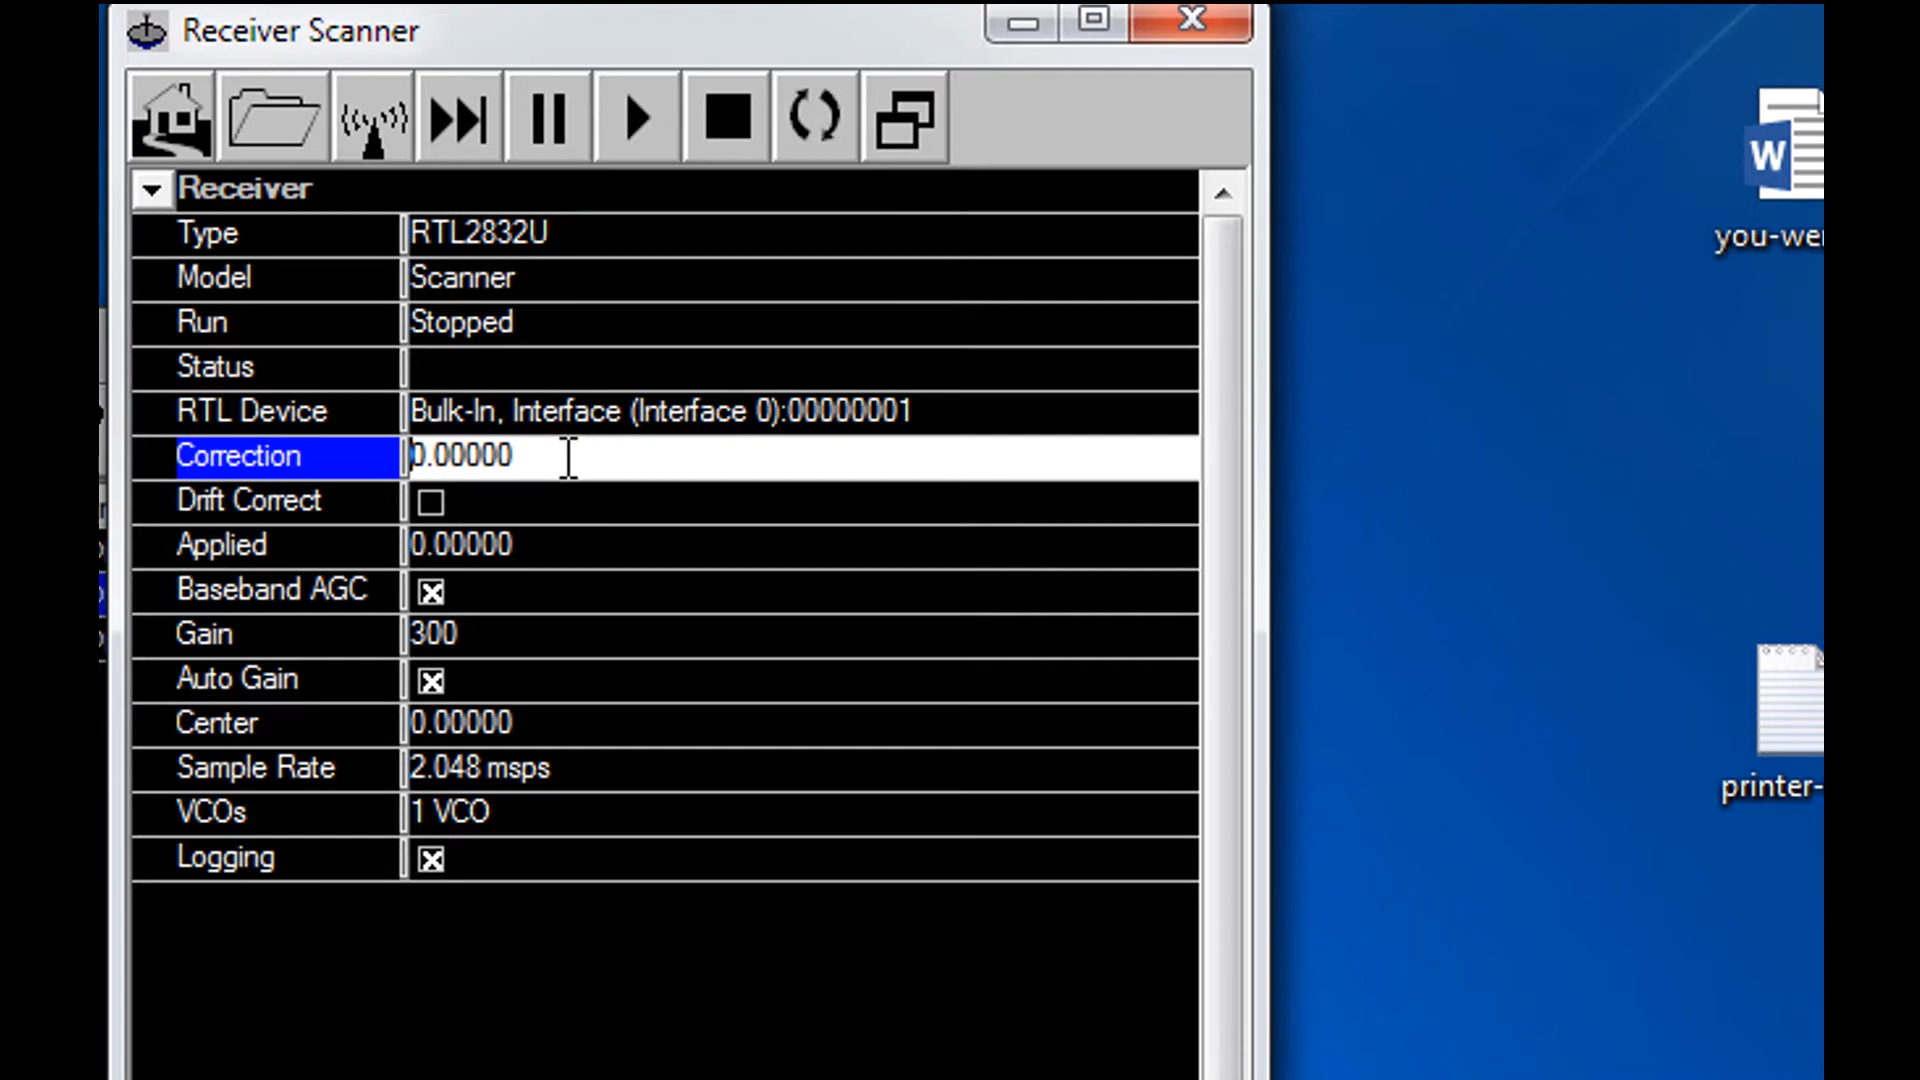 Receiver Scanner
Receiver
Type RTL2832U
Model Scanner
Run Stopped
Status
RTL Device Bulk-In, Interface (Interface 0):00000001
Correction 0.00000
Drift Correct
Applied 0.00000
Baseband AGC
Gain 300
Auto Gain
Center 0.00000
Sample Rate 2.048 msps
VCOs 1 VCO
Logging
W
you-wer
printer-